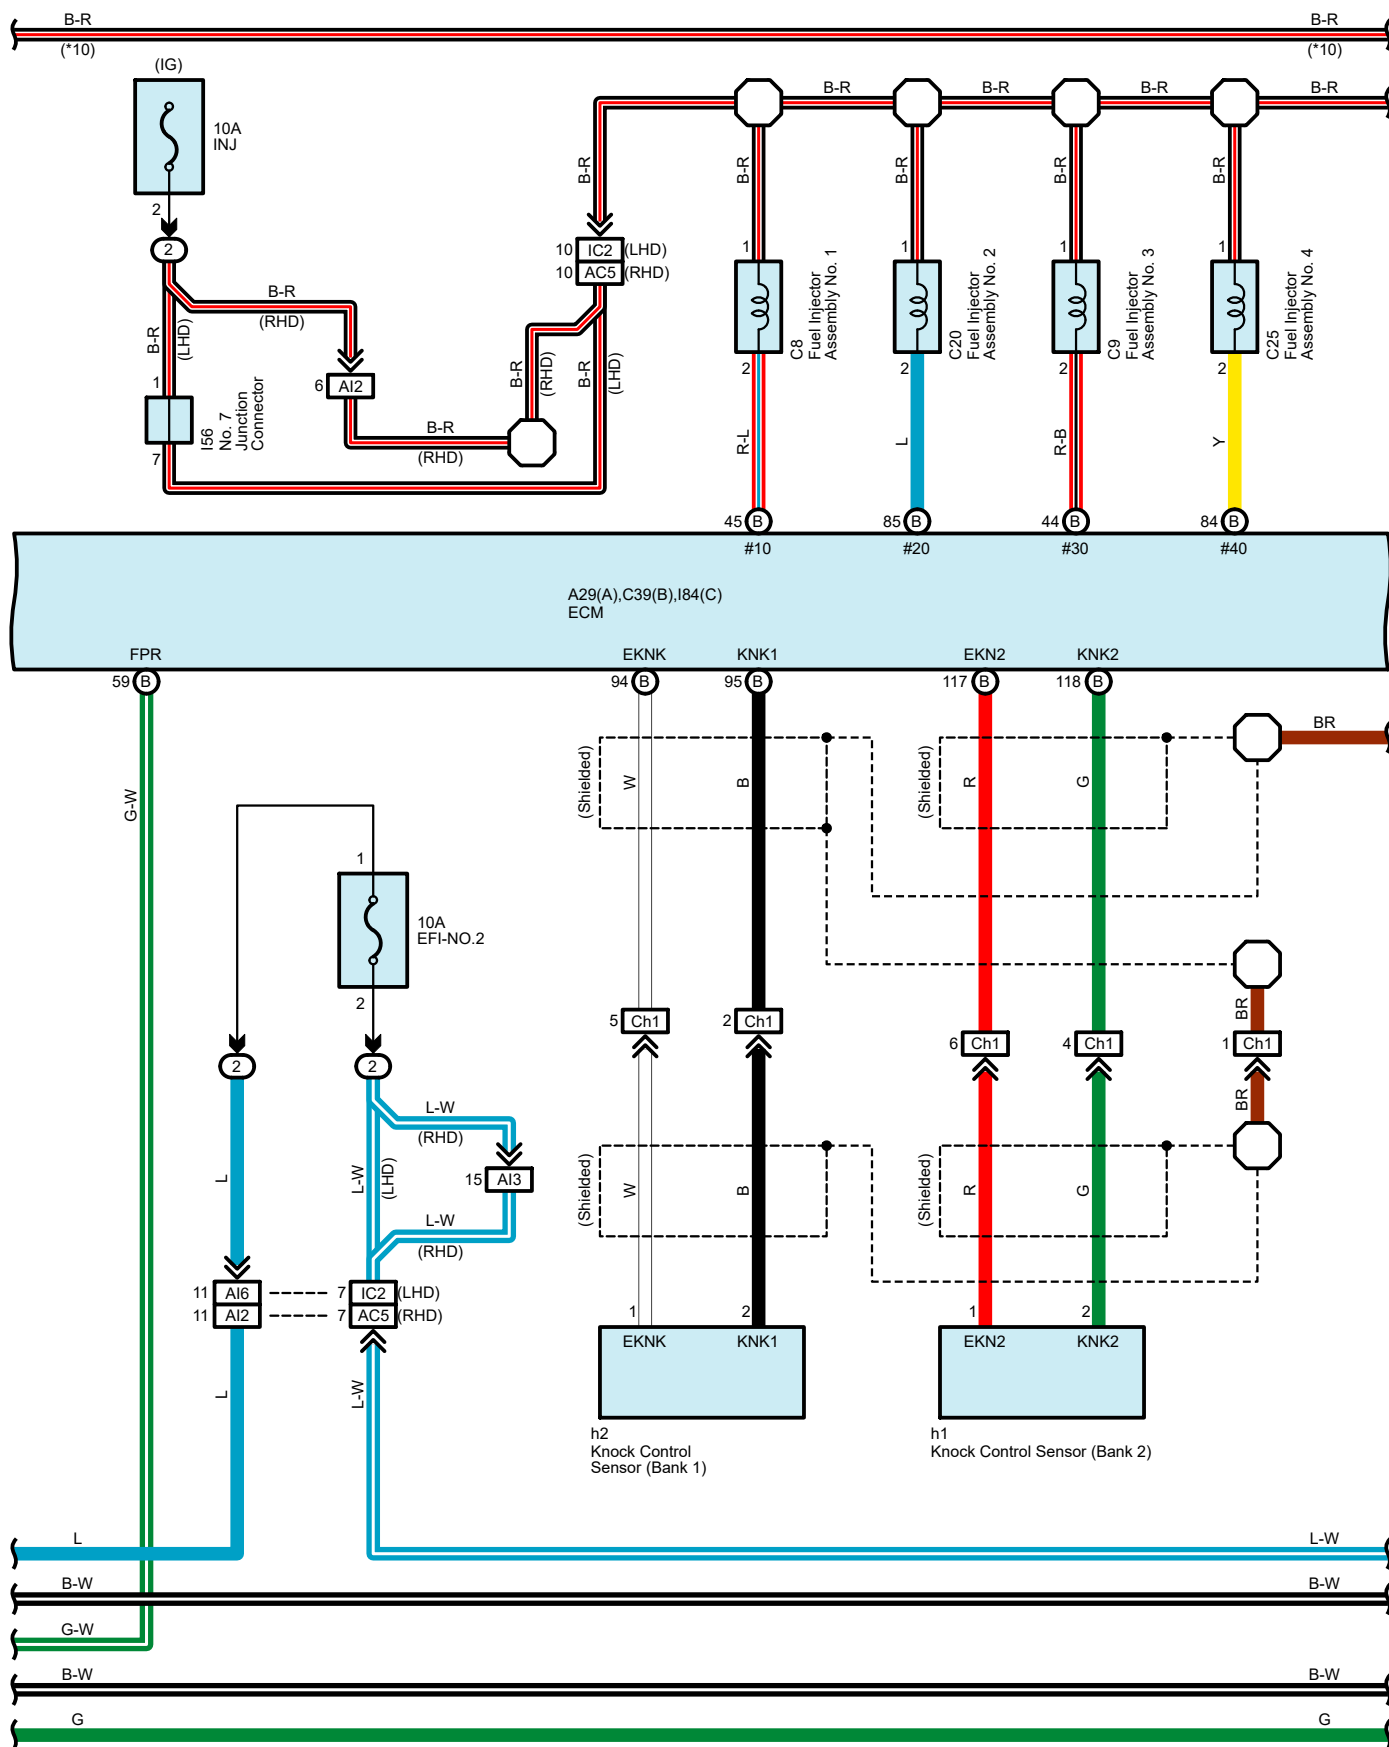 B-R
B-R
(*10)
(*10)
(IG)
10A
INJ
2
2
B-R
(RHD)
B-R
(LHD)
1
I56
No. 7
Junction
Connector
7
6
AI2
B-R
(RHD)
B-R
(RHD)
B-R
(LHD)
B-R
10
IC2
(LHD)
10
AC5
(RHD)
B-R
B-R
B-R
B-R
B-R
B-R
B-R
B-R
1
1
1
1
C8
Fuel Injector
Assembly No. 1
C20
Fuel Injector
Assembly No. 2
C9
Fuel Injector
Assembly No. 3
C25
Fuel Injector
Assembly No. 4
2
2
2
2
R-L
L
R-B
Y
45
B
85
B
44
B
84
B
#10
#20
#30
#40
A29(A),C39(B),I84(C)
ECM
FPR
EKNK
KNK1
EKN2
KNK2
59
B
94
B
95
B
117
B
118
B
BR
(Shielded)
W
B
(Shielded)
R
G
G-W
1
10A
EFI-NO.2
2
2
2
5
Ch1
2
Ch1
6
Ch1
4
Ch1
BR
1
Ch1
BR
L-W
(RHD)
L-W
(LHD)
15
AI3
L-W
(RHD)
L
(Shielded)
W
B
(Shielded)
R
G
11
AI6
7
IC2
(LHD)
11
AI2
7
AC5
(RHD)
L
L-W
1
2
1
2
EKNK
KNK1
EKN2
KNK2
h2
Knock Control
Sensor (Bank 1)
h1
Knock Control Sensor (Bank 2)
L
L-W
B-W
B-W
G-W
B-W
B-W
G
G